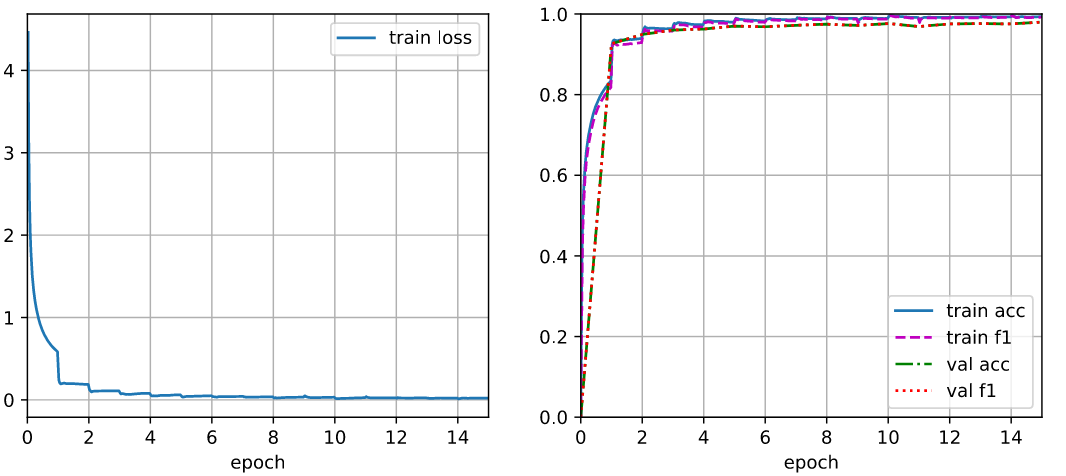 train loss
4
3
2
1
0
0 2 4 6 8 10 12 14
epoch
1.0
0.8
0.6
0.4
0.2
0.0
train acc
train f1
val acc
val f1
0 2 4 6 8 10 12 14
epoch